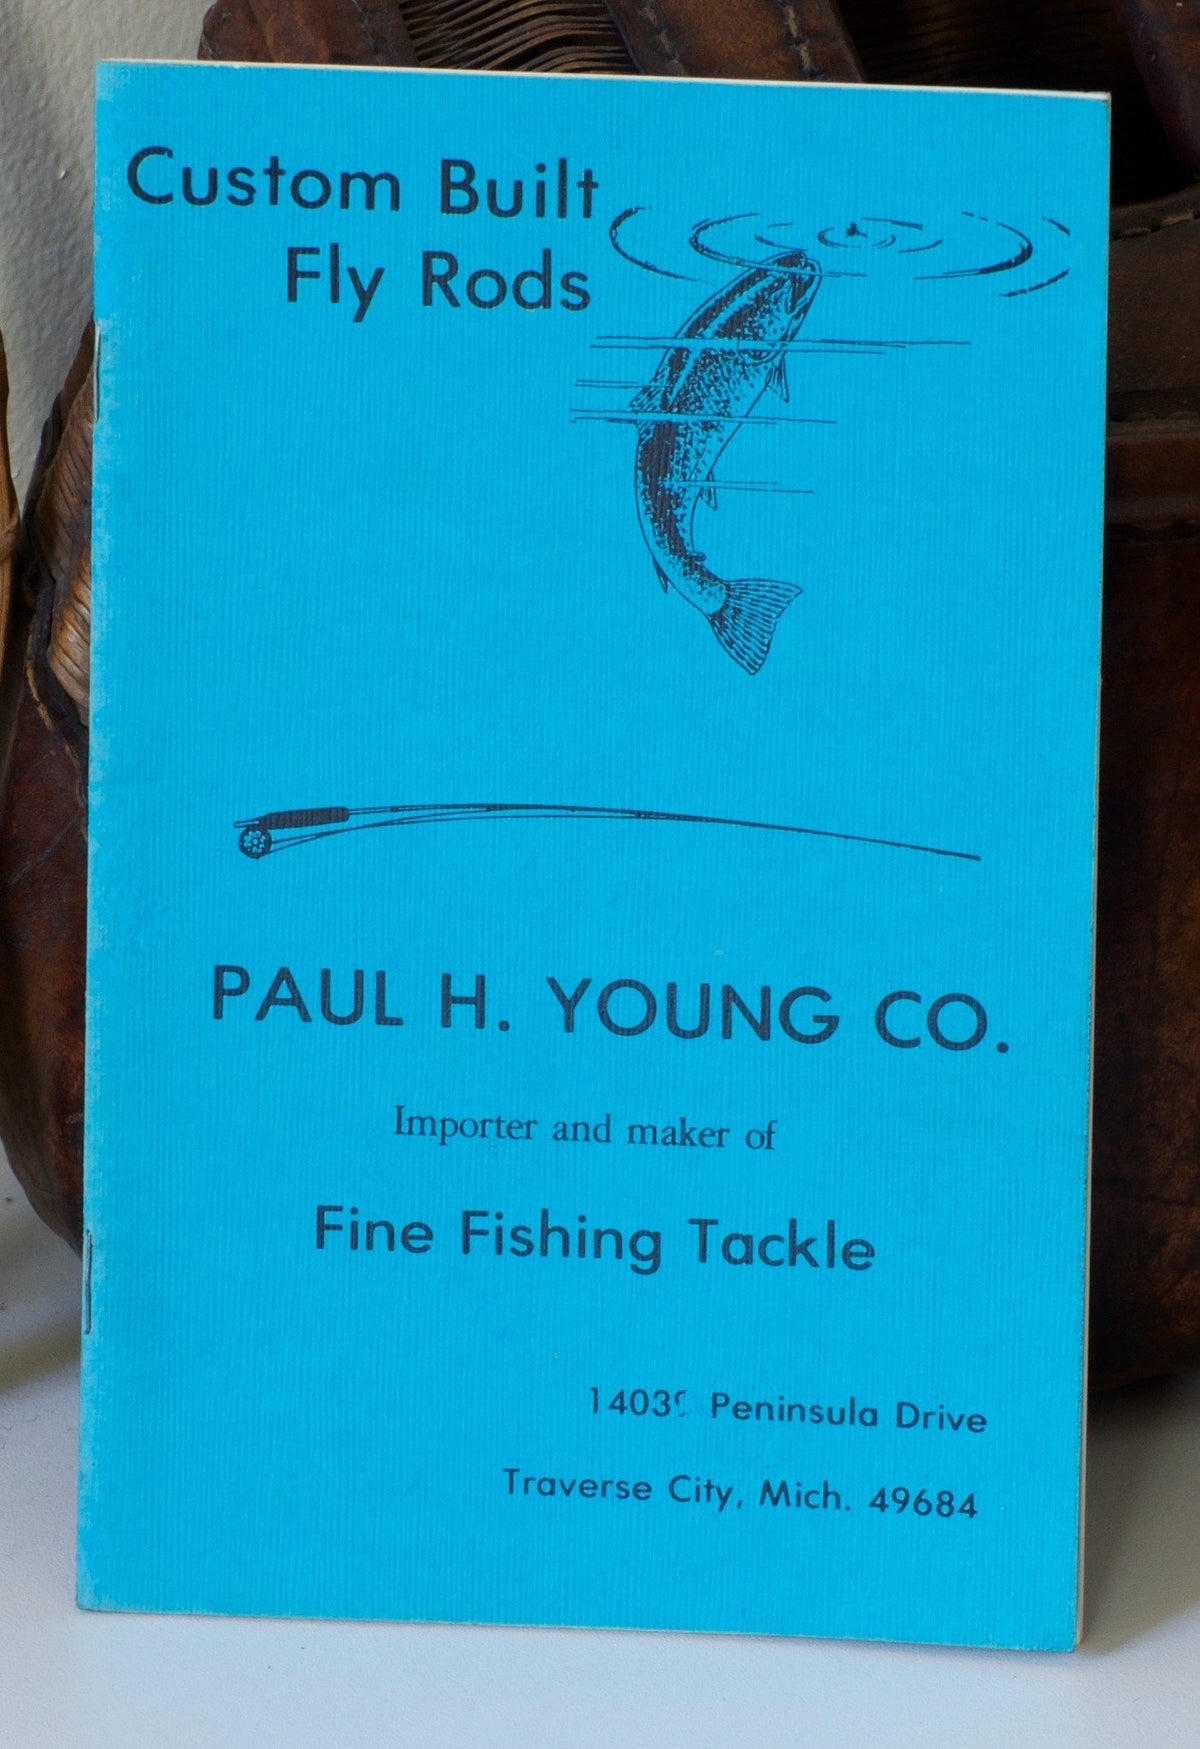 Custom Built
Fly Rods
PAUL H. YOUNG CO.
Importer and maker of
Fine Fishing Tackle
Peninsula Drive
Traverse City, Mich. 49684